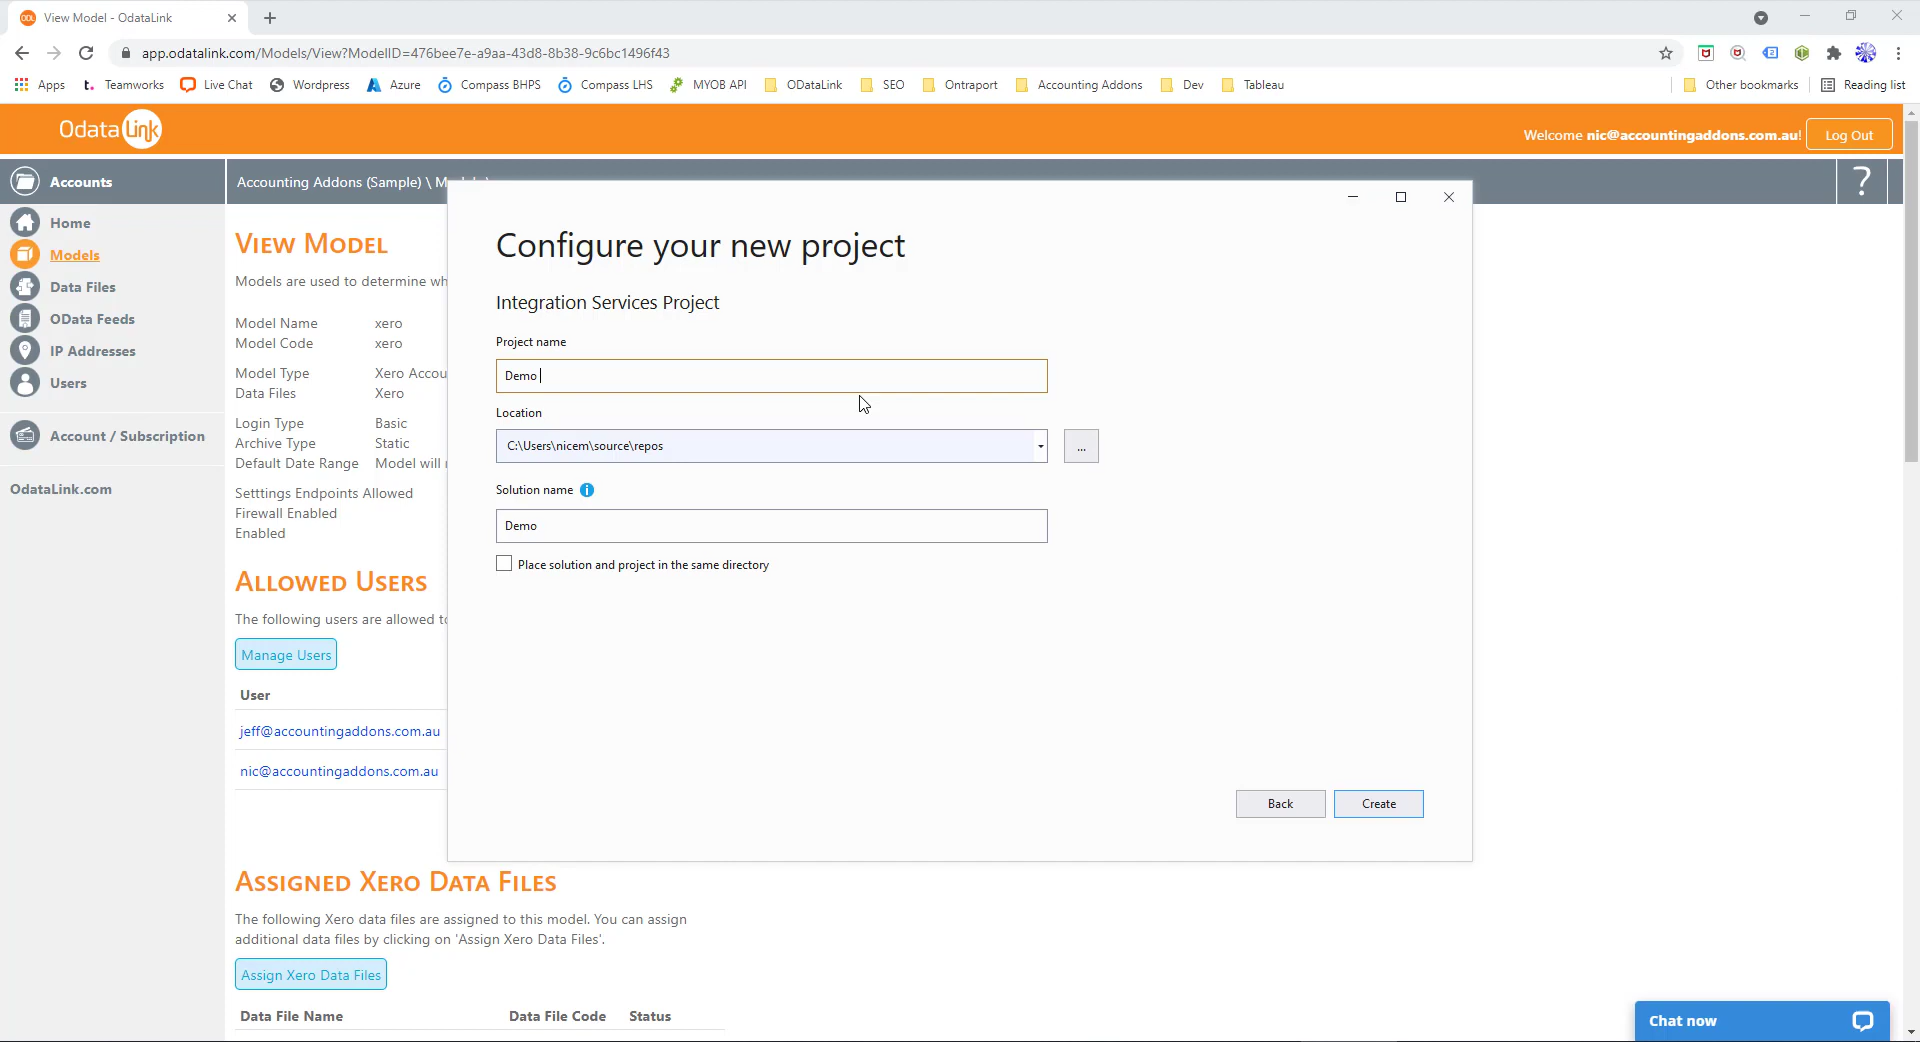 View Model - OdataLink
app.odatalink.com/Models/View?ModelID=476bee7e-a9aa-43d8-8b38-9c6bc1496f43
Apps Teamworks Live Chat Wordpress Azure Compass BHPS Compass LHS MYOB API ODataLink SEO Ontraport Accounting Addons Dev Tableau Other bookmarks Reading list
Odata Link
Welcome nic@accountingaddons.com.au! Log Out
Accounts
Accounting Addons (Sample) \
?
Home
Models
Data Files
OData Feeds
IP Addresses
Users
Account / Subscription
OdataLink.com
VIEW MODEL
Models are used to determine wh
Model Name xero
Model Code xero
Model Type Xero Accou
Data Files Xero
Login Type Basic
Archive Type Static
Default Date Range Model will
Setttings Endpoints Allowed
Firewall Enabled
Enabled
ALLOWED USERS
The following users are allowed to
Manage Users
User
jeff@accountingaddons.com.au
nic@accountingaddons.com.au
Configure your new project
Integration Services Project
Project name
Demo
Location
C:\Users\nicem\source\repos
...
Solution name
Demo
Place solution and project in the same directory
Back
Create
ASSIGNED XERO DATA FILES
The following Xero data files are assigned to this model. You can assign
additional data files by clicking on 'Assign Xero Data Files'.
Assign Xero Data Files
Data File Name Data File Code Status
Chat now